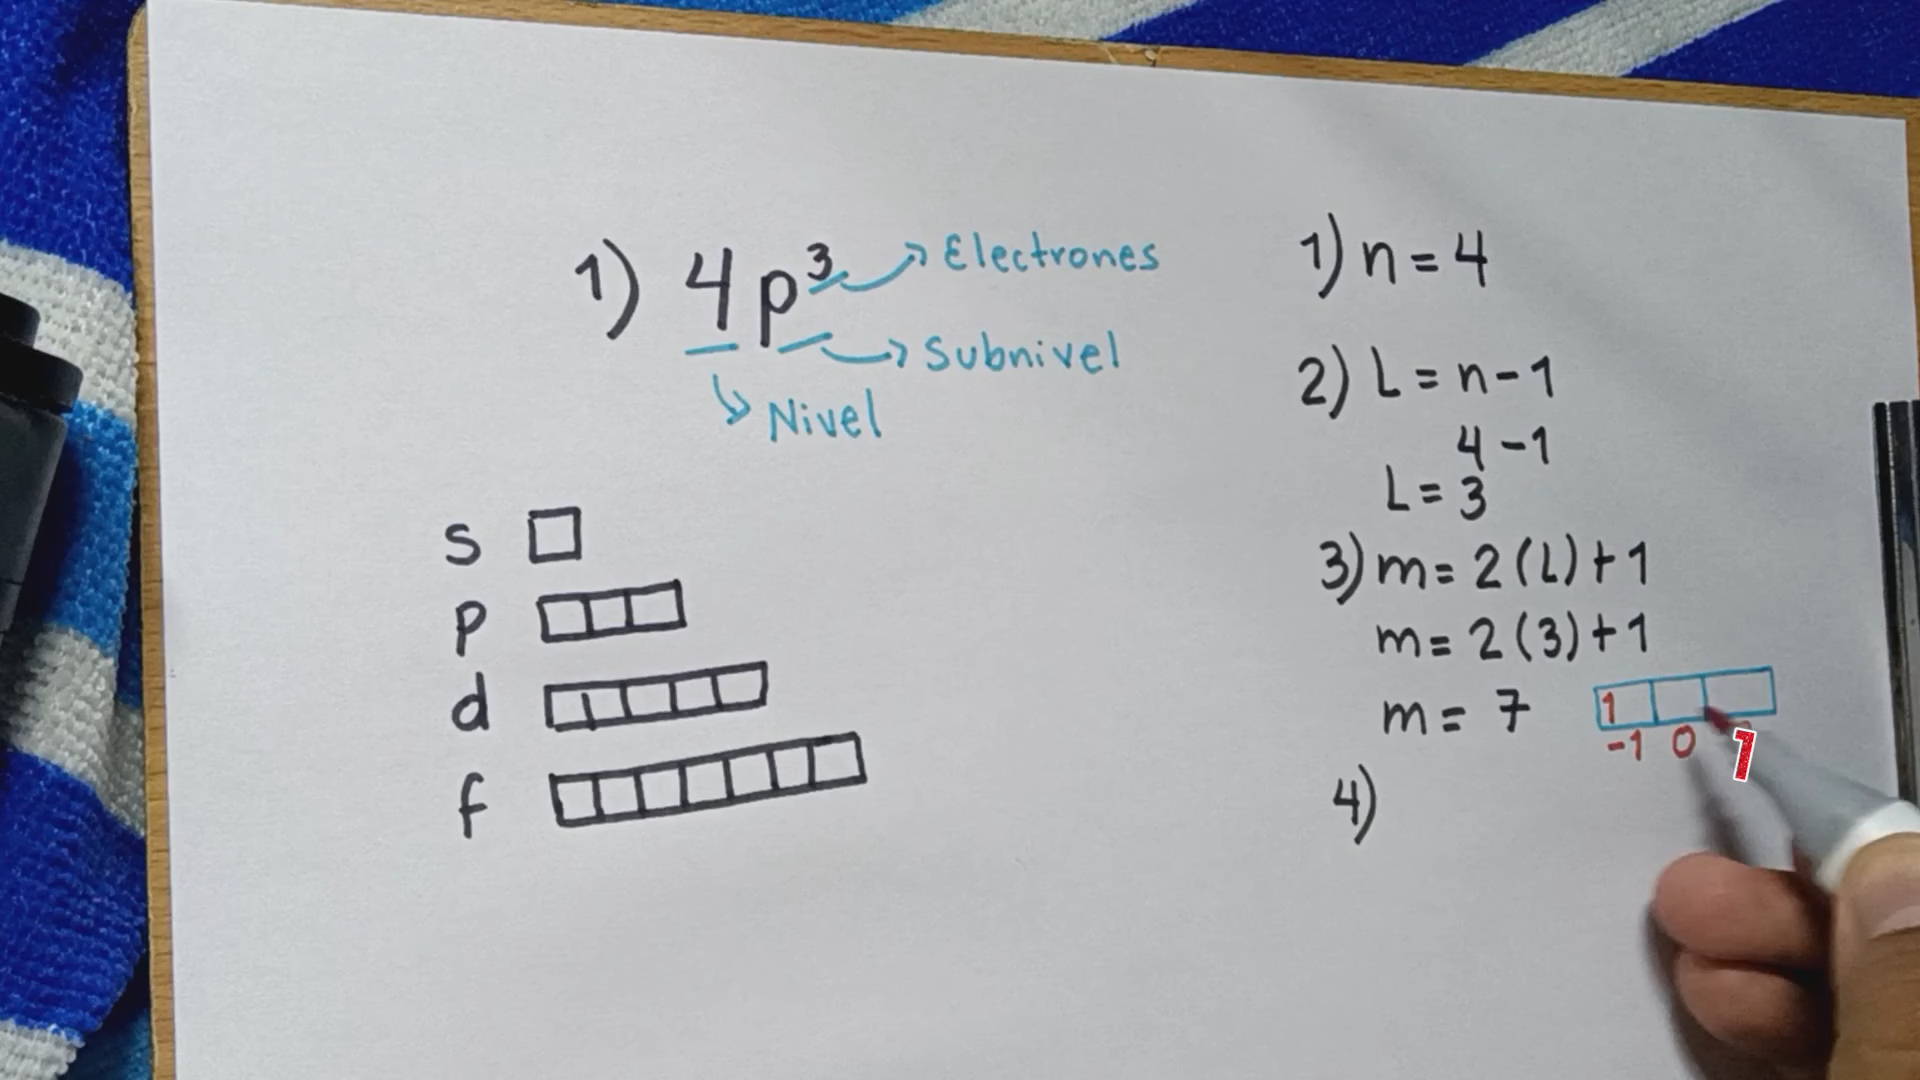 1) 4p³ Electrones
Subnivel
Nivel
s
p
d
f
1) n = 4
2) L = n - 1
4 - 1
L = 3
3) m = 2 (L) + 1
m = 2 (3) + 1
m = 7
1
-1 0 1
4)